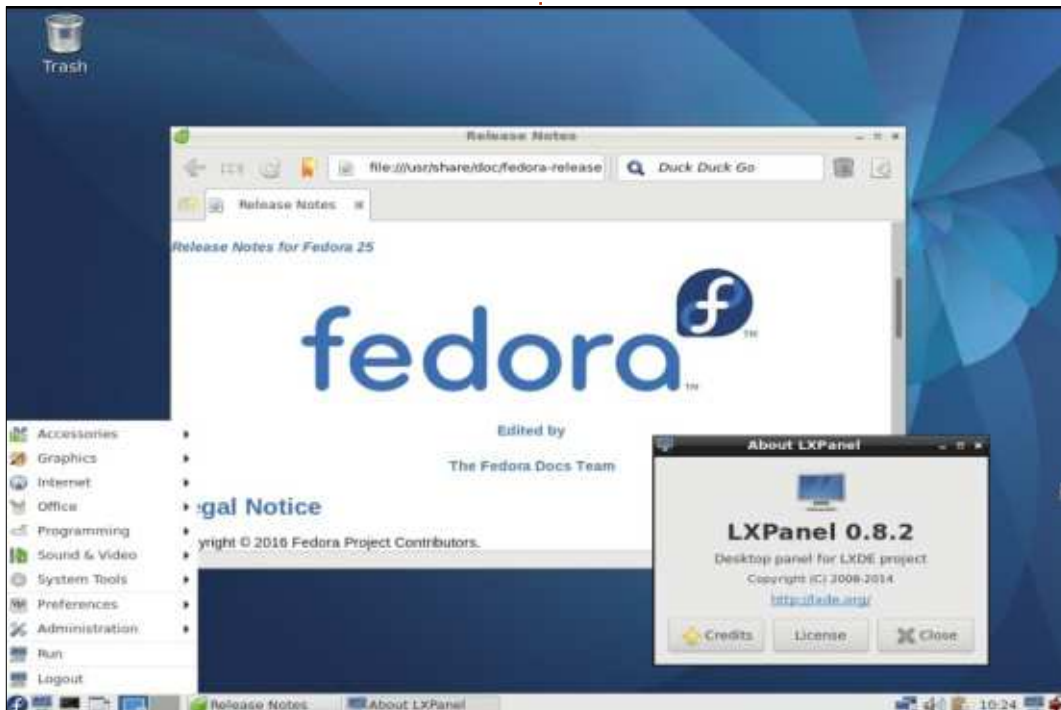 Trash
Release Notes
file:///usr/share/doc/fedora-release
Duck Duck Go
Release Notes
Release Notes for Fedora 25
fedora
TM
TM
Edited by
The Fedora Docs Team
egal Notice
yright © 2016 Fedora Project Contributors.
Accessories
Graphics
Internet
Office
Programming
Sound & Video
System Tools
Preferences
Administration
Run
Logout
About LXPanel
LXPanel 0.8.2
Desktop panel for LXDE project
Copyright (C) 2008-2014
http://lxde.org/
Credits
License
Close
Release Notes
About LXPanel
10:24